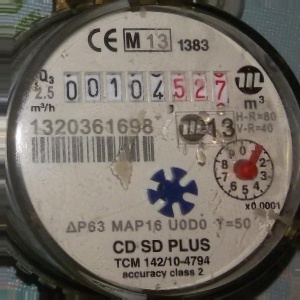 CE M 13 1383
Q3 2.5 m³/h
00104527
m³
H-R=80
V-R=40
1320361698
13
x0.0001
ΔP63 MAP16 U0D0 T=50
CD SD PLUS
TCM 142/10-4794
accuracy class 2